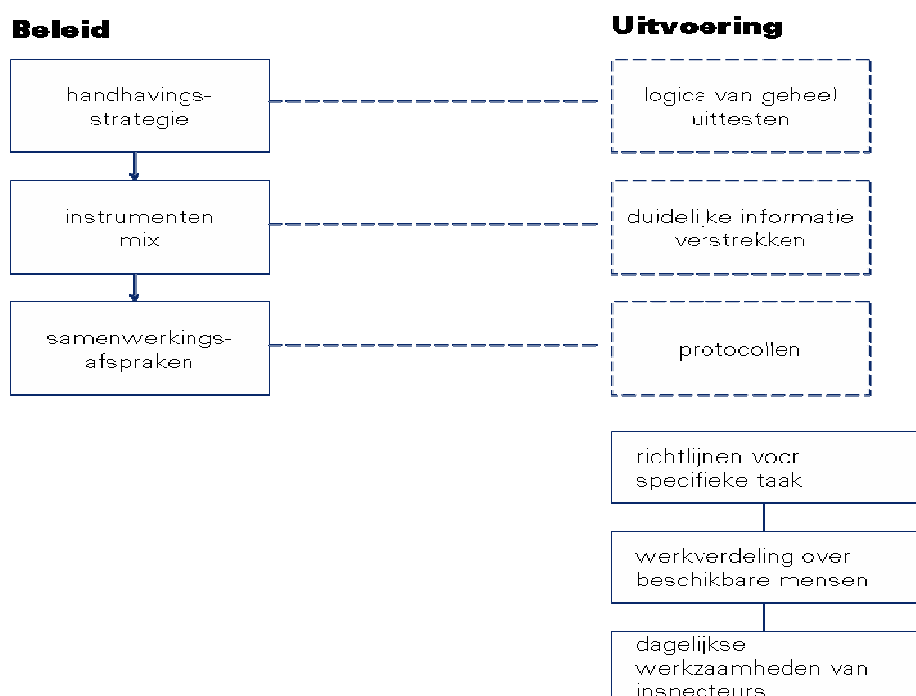 Beleid
handhavings-
strategie
instrumenten
mix
samenwerkings-
afspraken
Uitvoering
logica van geheel
uittesten
duidelijke informatie
verstrekken
protocollen
richtlijnen voor
specifieke taak
werkverdeling over
beschikbare mensen
dagelijkse
werkzaamheden van
inspecteurs